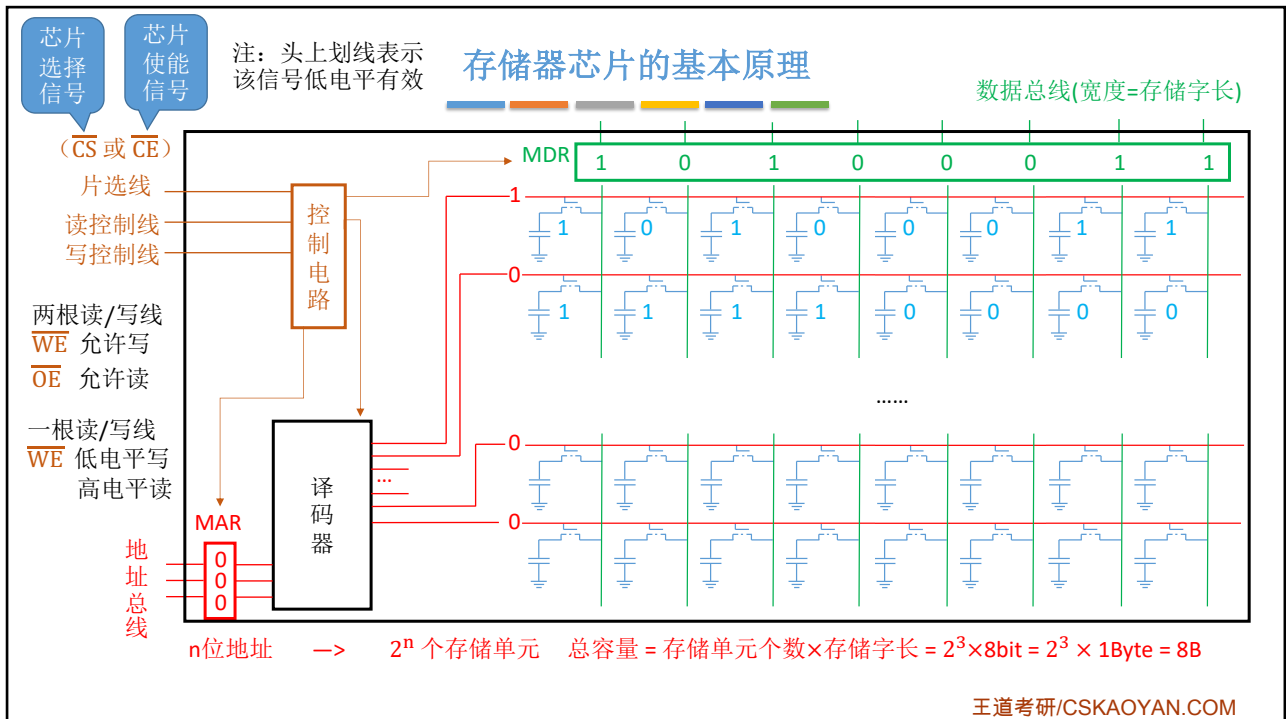 芯片
选择
信号
芯片
使能
信号
注：头上划线表示
该信号低电平有效
存储器芯片的基本原理
数据总线(宽度=存储字长)
（C̅S̅ 或 C̅E̅）
片选线
读控制线
写控制线
控
制
电
路
MDR
1 0 1 0 0 0 1 1
1
1 0 1 0 0 0 1 1
0
1 1 1 1 0 0 0 0
两根读/写线
W̅E̅ 允许写
O̅E̅ 允许读
一根读/写线
W̅E̅ 低电平写
高电平读
......
0
0
...
译
码
器
MAR
0
0
0
地
址
总
线
n位地址 —> 2ⁿ 个存储单元 总容量 = 存储单元个数×存储字长 = 2³×8bit = 2³ × 1Byte = 8B
王道考研/CSKAOYAN.COM